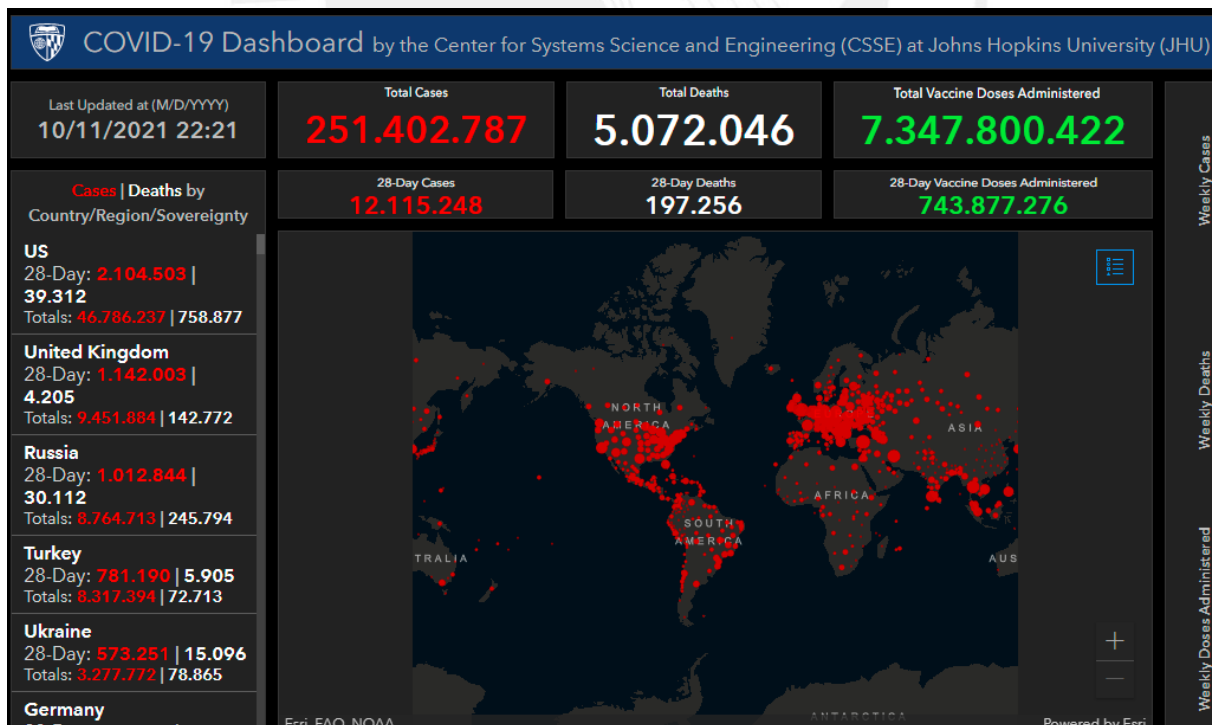 COVID-19 Dashboard by the Center for Systems Science and Engineering (CSSE) at Johns Hopkins University (JHU)
Last Updated at (M/D/YYYY)
10/11/2021 22:21
Total Cases
251.402.787
Total Deaths
5.072.046
Total Vaccine Doses Administered
7.347.800.422
28-Day Cases
12.115.248
28-Day Deaths
197.256
28-Day Vaccine Doses Administered
743.877.276
Cases | Deaths by
Country/Region/Sovereignty
US
28-Day: 2.104.503 |
39.312
Totals: 46.786.237 | 758.877
United Kingdom
28-Day: 1.142.003 |
4.205
Totals: 9.451.884 | 142.772
Russia
28-Day: 1.012.844 |
30.112
Totals: 8.764.713 | 245.794
Turkey
28-Day: 781.190 | 5.905
Totals: 8.317.394 | 72.713
Ukraine
28-Day: 573.251 | 15.096
Totals: 3.277.772 | 78.865
Germany
NORTH
AMERICA
ASIA
AFRICA
SOUTH
AMERICA
TRALIA
AUS
ANTARCTICA
Esri, FAO, NOAA
Powered by Esri
Weekly Cases
Weekly Deaths
Weekly Doses Administered